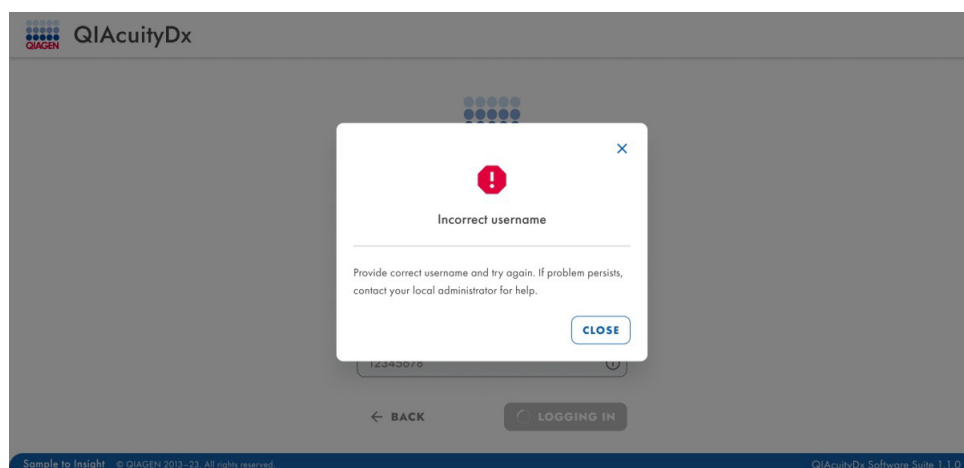 QIAGEN QIAcuityDx
Incorrect username
Provide correct username and try again. If problem persists,
contact your local administrator for help.
CLOSE
12345678
BACK LOGGING IN
Sample to Insight © QIAGEN 2013–23. All rights reserved. QIAcuityDx Software Suite 1.1.0